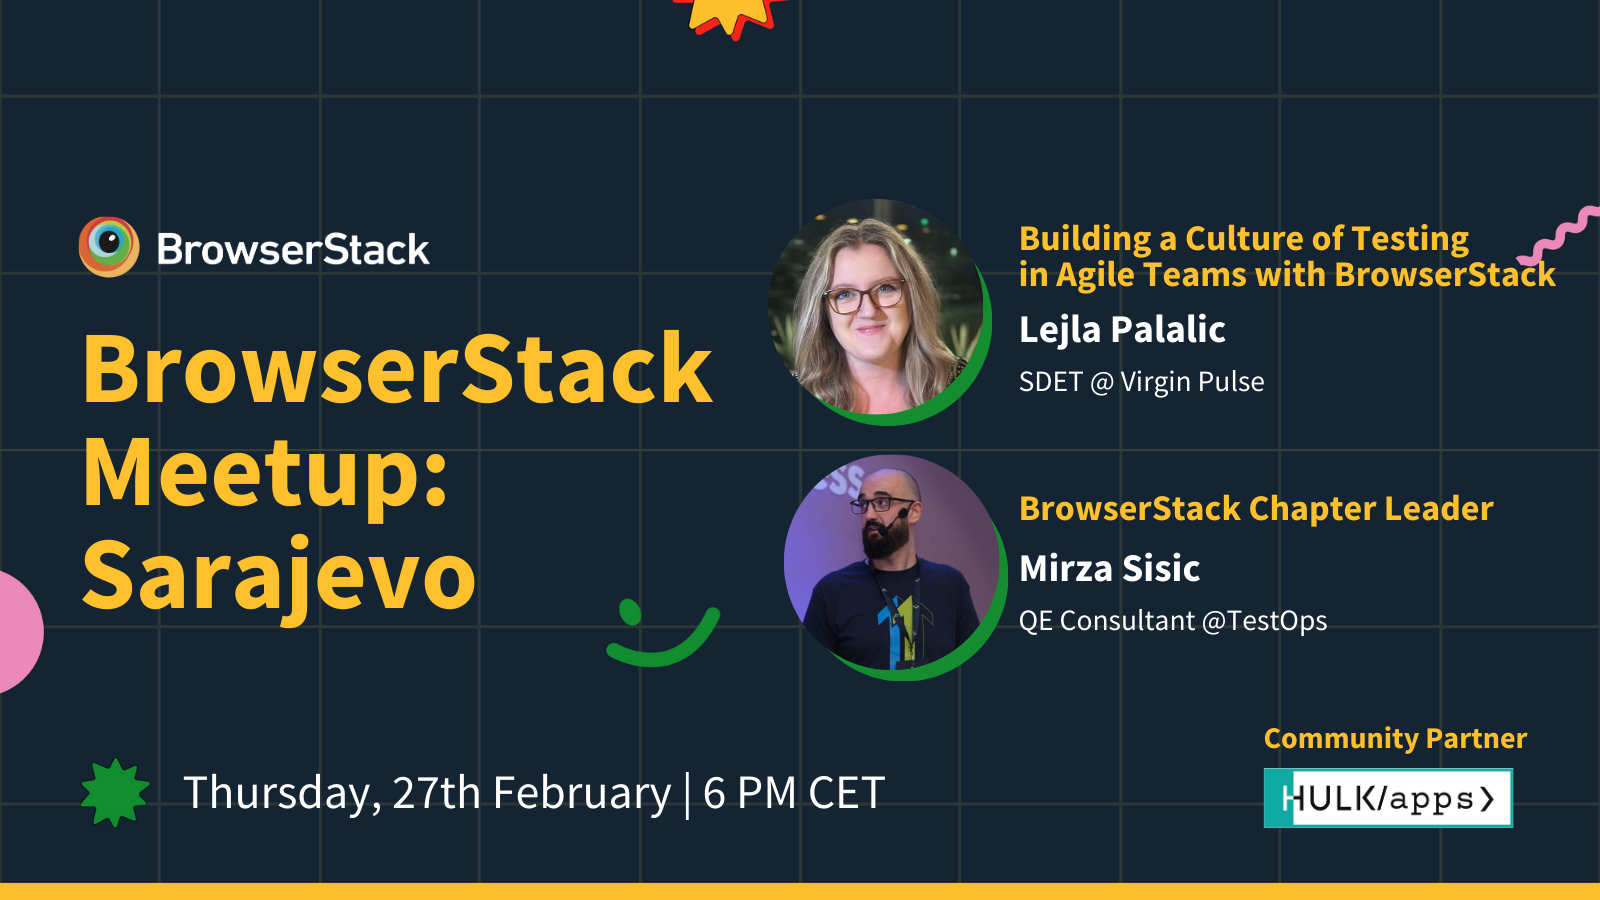 BrowserStack
BrowserStack
Meetup:
Sarajevo
Thursday, 27th February | 6 PM CET
Building a Culture of Testing
in Agile Teams with BrowserStack
Lejla Palalic
SDET @ Virgin Pulse
BrowserStack Chapter Leader
Mirza Sisic
QE Consultant @TestOps
Community Partner
HULK/apps>